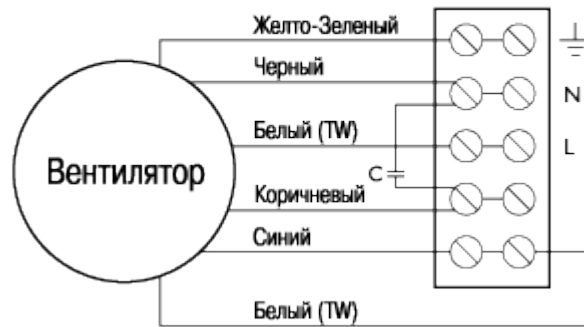 Желто-Зеленый
Черный
N
Белый (TW)
L
Вентилятор
C
Коричневый
Синий
Белый (TW)